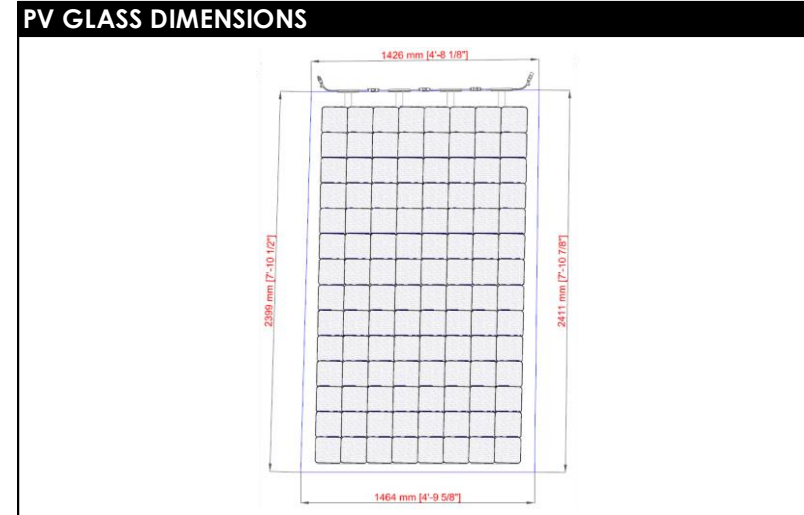 PV GLASS DIMENSIONS
1426 mm [4'-8 1/8"]
2399 mm [7'-10 1/2"]
2411 mm [7'-10 7/8"]
1464 mm [4'-9 5/8"]